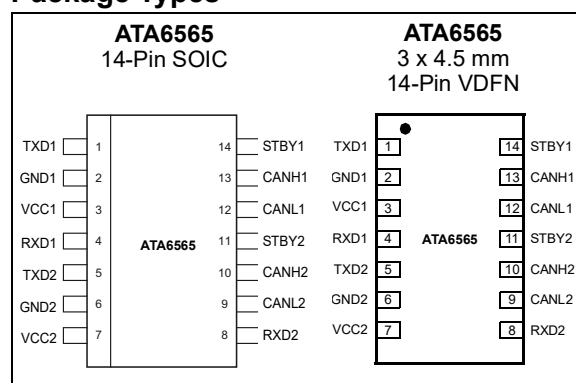 ATA6565
14-Pin SOIC
TXD1 1 14 STBY1
GND1 2 13 CANH1
VCC1 3 12 CANL1
RXD1 4 ATA6565 11 STBY2
TXD2 5 10 CANH2
GND2 6 9 CANL2
VCC2 7 8 RXD2
ATA6565
3 x 4.5 mm
14-Pin VDFN
TXD1 1 14 STBY1
GND1 2 13 CANH1
VCC1 3 12 CANL1
RXD1 4 ATA6565 11 STBY2
TXD2 5 10 CANH2
GND2 6 9 CANL2
VCC2 7 8 RXD2